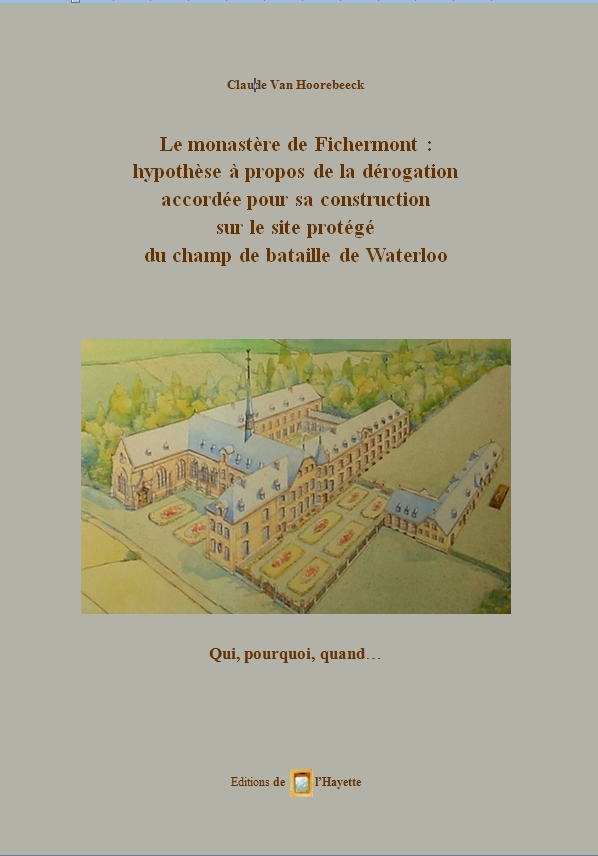 Claude Van Hoorebeeck
Le monastère de Fichermont :
hypothèse à propos de la dérogation
accordée pour sa construction
sur le site protégé
du champ de bataille de Waterloo
Qui, pourquoi, quand…
Editions de l'Hayette